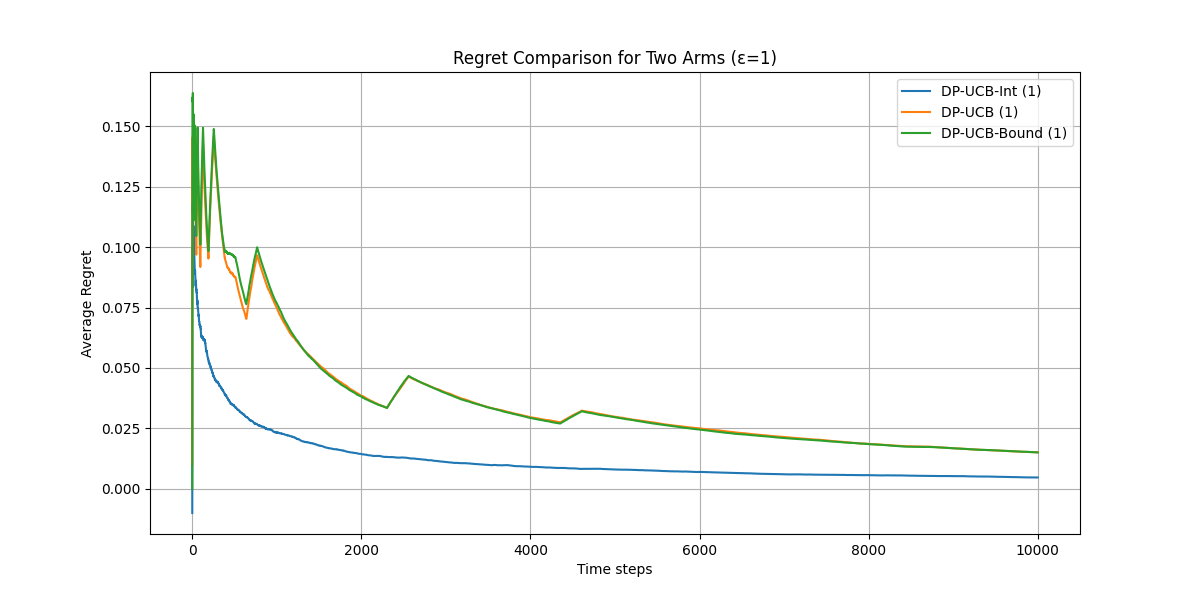 Regret Comparison for Two Arms (ε=1)
DP-UCB-Int (1)
DP-UCB (1)
DP-UCB-Bound (1)
Average Regret
0.150
0.125
0.100
0.075
0.050
0.025
0.000
0
2000
4000
6000
8000
10000
Time steps